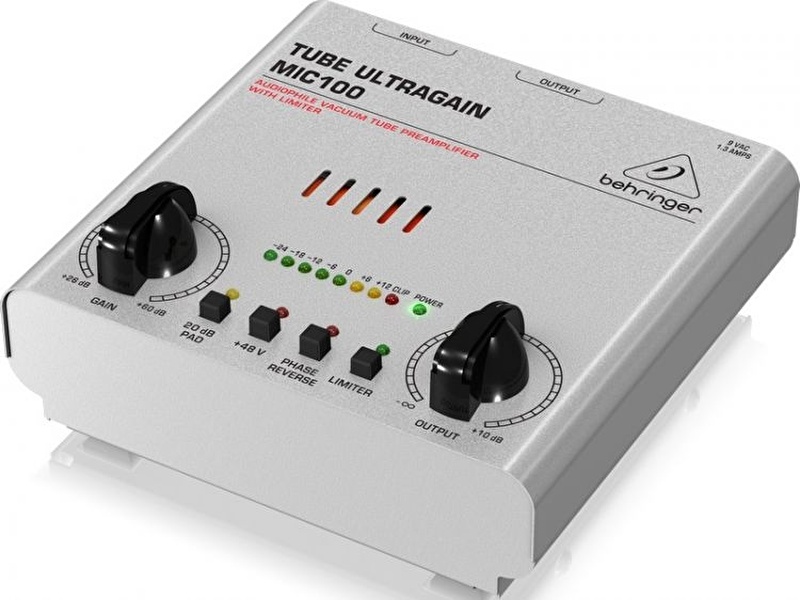 INPUT
OUTPUT
TUBE ULTRAGAIN
MIC100
AUDIOPHILE VACUUM TUBE PREAMPLIFIER
WITH LIMITER
9 VAC
1.3 AMPS
behringer
-24 -18 -12 -6 0 +6 +12 CLIP POWER
+26 dB
GAIN
+60 dB
20 dB
PAD
+48 V
PHASE
REVERSE
LIMITER
-∞
OUTPUT
+10 dB